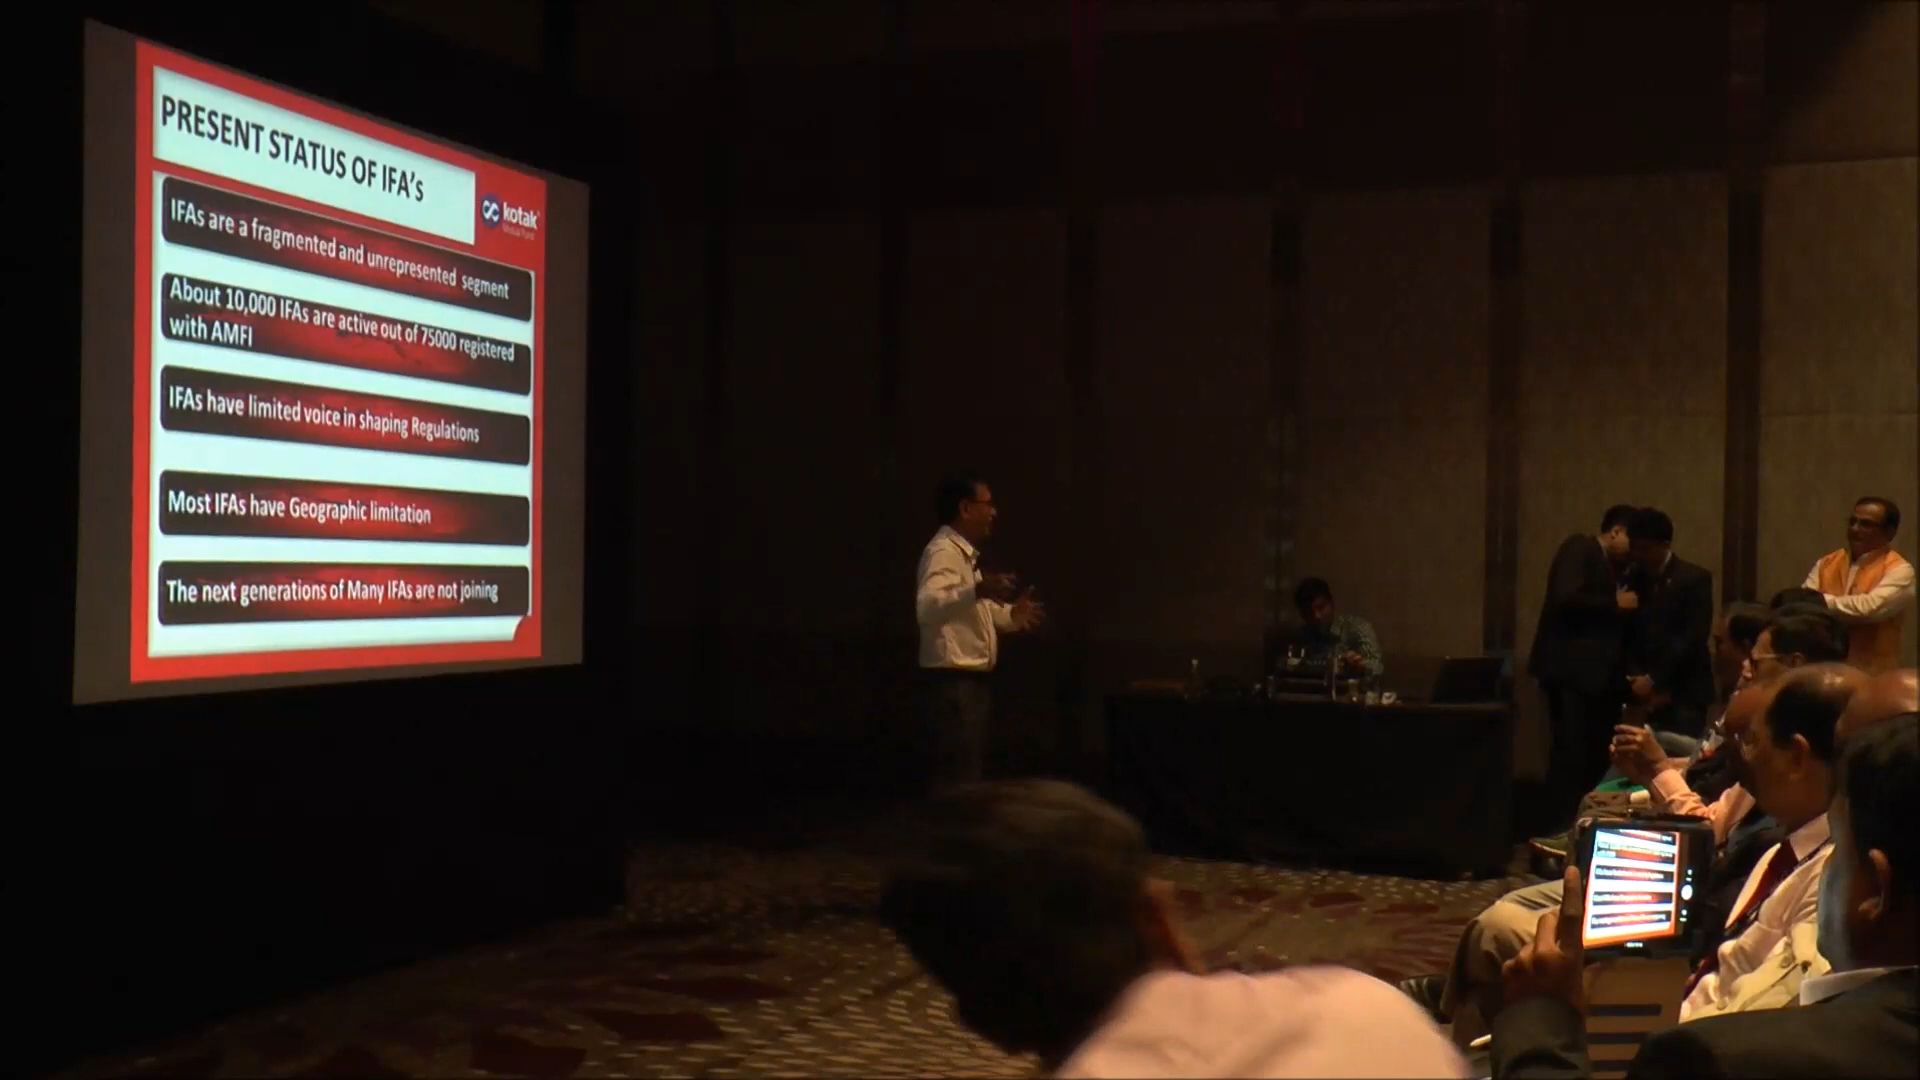 PRESENT STATUS OF IFA's
kotak
Mutual Fund
IFAs are a fragmented and unrepresented segment
About 10,000 IFAs are active out of 75000 registered
with AMFI
IFAs have limited voice in shaping Regulations
Most IFAs have Geographic limitation
The next generations of Many IFAs are not joining